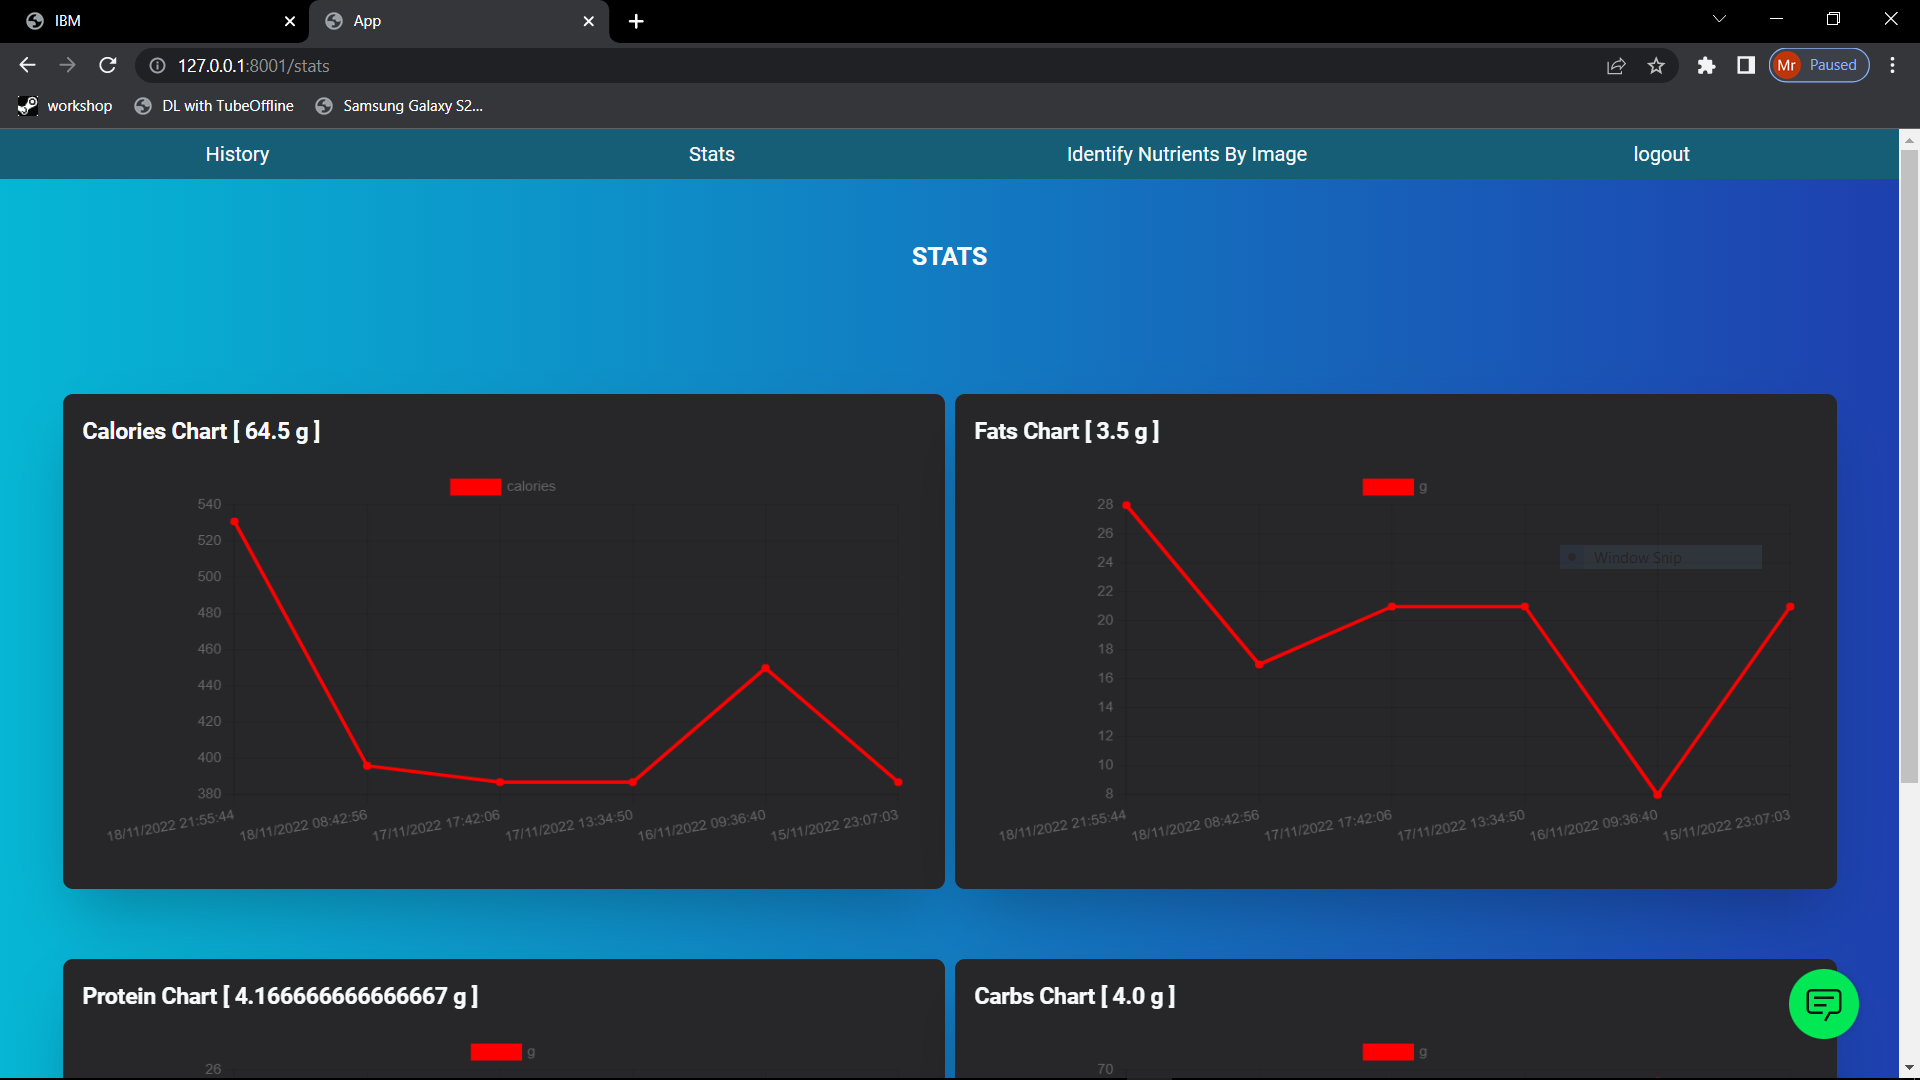 IBM
App
127.0.0.1:8001/stats
Mr Paused
workshop
DL with TubeOffline
Samsung Galaxy S2...
History
Stats
Identify Nutrients By Image
logout
STATS
Calories Chart [ 64.5 g ]
calories
540
520
500
480
460
440
420
400
380
18/11/2022 21:55:44
18/11/2022 08:42:56
17/11/2022 17:42:06
17/11/2022 13:34:50
16/11/2022 09:36:40
15/11/2022 23:07:03
Fats Chart [ 3.5 g ]
g
28
26
24
22
20
18
16
14
12
10
8
Window Snip
18/11/2022 21:55:44
18/11/2022 08:42:56
17/11/2022 17:42:06
17/11/2022 13:34:50
16/11/2022 09:36:40
15/11/2022 23:07:03
Protein Chart [ 4.166666666666667 g ]
g
26
Carbs Chart [ 4.0 g ]
g
70